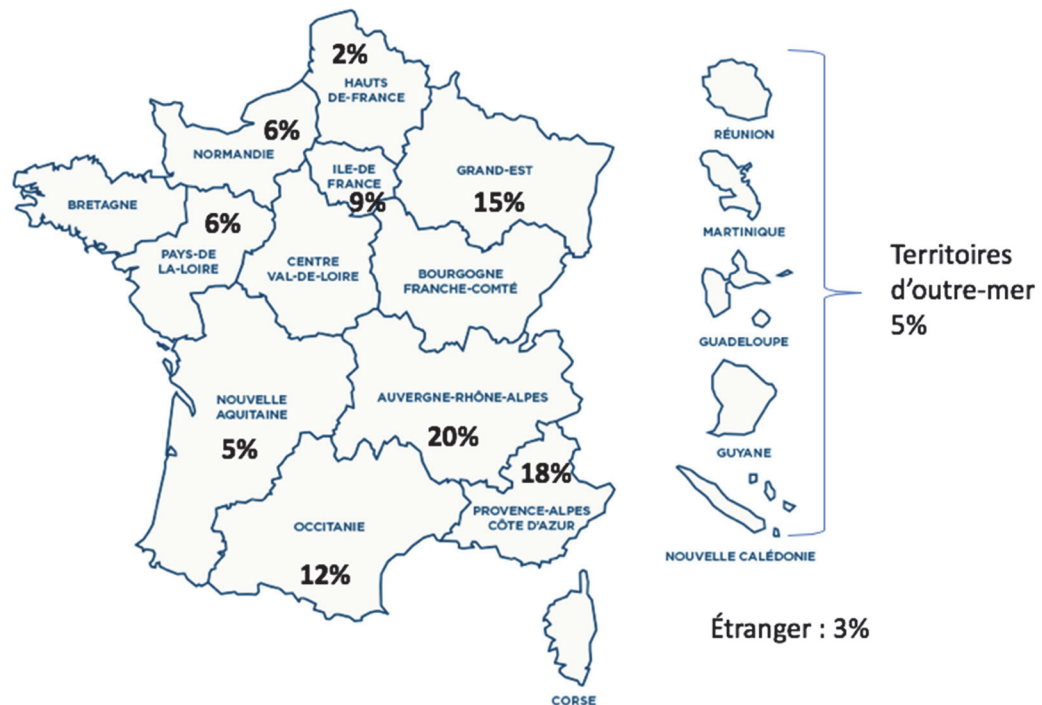 2%
HAUTS
DE-FRANCE
6%
NORMANDIE
ILE-DE
FRANCE
9%
GRAND-EST
15%
BRETAGNE
6%
PAYS-DE
LA-LOIRE
CENTRE
VAL-DE-LOIRE
BOURGOGNE
FRANCHE-COMTÉ
NOUVELLE
AQUITAINE
5%
AUVERGNE-RHÔNE-ALPES
20%
18%
PROVENCE-ALPES
CÔTE D'AZUR
OCCITANIE
12%
CORSE
RÉUNION
MARTINIQUE
GUADELOUPE
GUYANE
NOUVELLE CALÉDONIE
Territoires
d’outre-mer
5%
Étranger : 3%